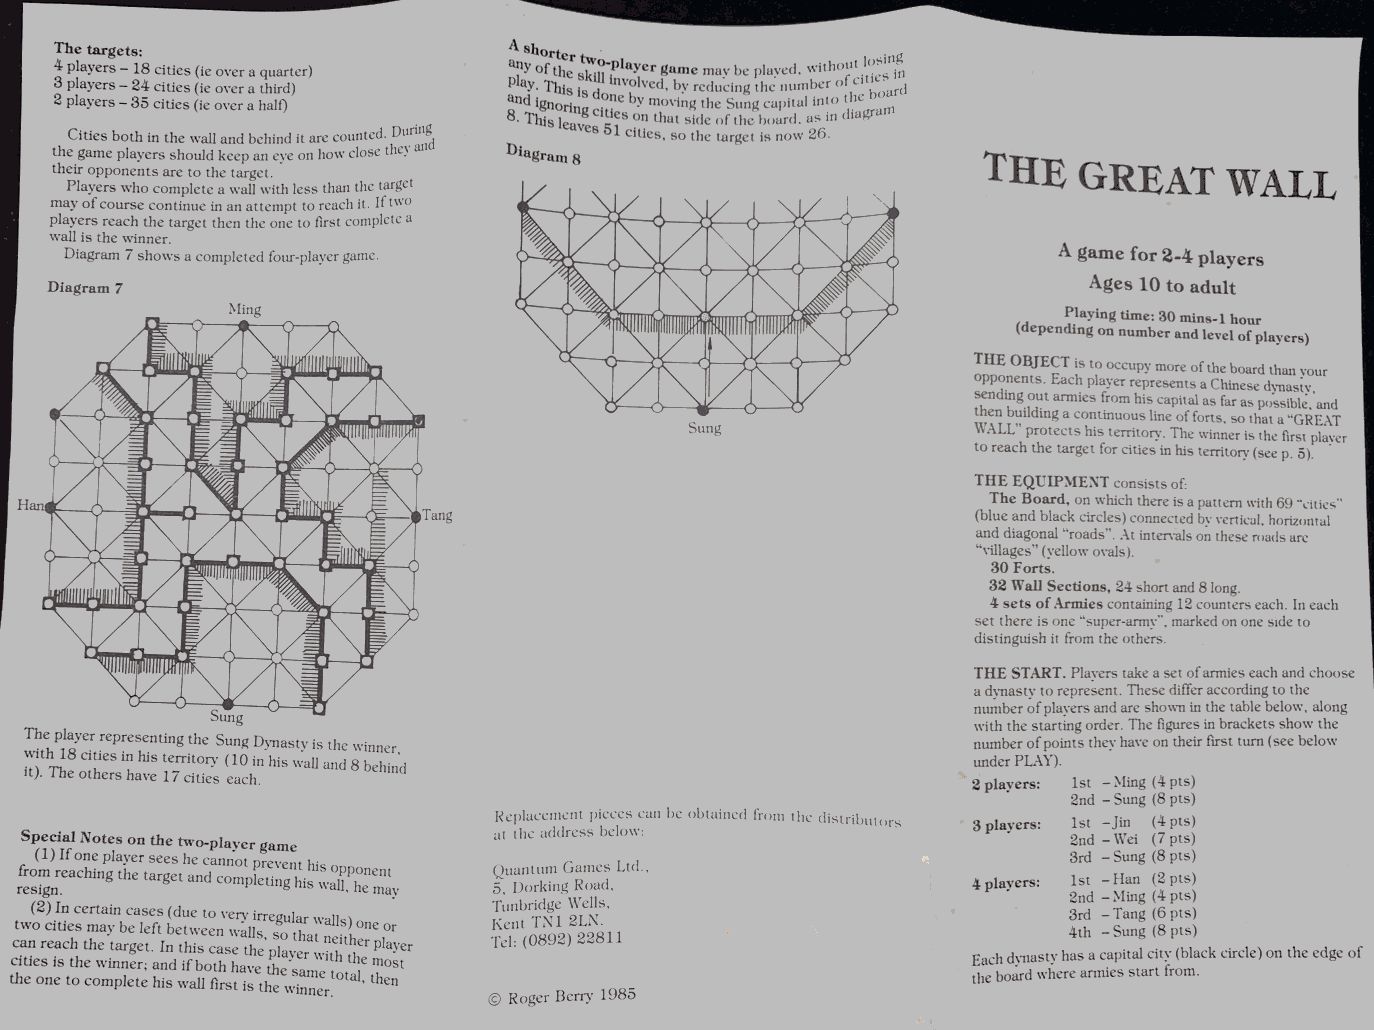 The targets:
4 players – 18 cities (ie over a quarter)
3 players – 24 cities (ie over a third)
2 players – 35 cities (ie over a half)
Cities both in the wall and behind it are counted. During
the game players should keep an eye on how close they and
their opponents are to the target.
Players who complete a wall with less than the target
may of course continue in an attempt to reach it. If two
players reach the target then the one to first complete a
wall is the winner.
Diagram 7 shows a completed four-player game.
Diagram 7
Ming
Han
Tang
Sung
The player representing the Sung Dynasty is the winner,
with 18 cities in his territory (10 in his wall and 8 behind
it). The others have 17 cities each.
Special Notes on the two-player game
(1) If one player sees he cannot prevent his opponent
from reaching the target and completing his wall, he may
resign.
(2) In certain cases (due to very irregular walls) one or
two cities may be left between walls, so that neither player
can reach the target. In this case the player with the most
cities is the winner; and if both have the same total, then
the one to complete his wall first is the winner.
A shorter two-player game may be played, without losing
any of the skill involved, by reducing the number of cities in
play. This is done by moving the Sung capital into the board
and ignoring cities on that side of the board, as in diagram
8. This leaves 51 cities, so the target is now 26.
Diagram 8
Sung
Replacement pieces can be obtained from the distributors
at the address below:
Quantum Games Ltd.,
5, Dorking Road,
Tunbridge Wells,
Kent TN1 2LN.
Tel: (0892) 22811
© Roger Berry 1985
THE GREAT WALL
A game for 2-4 players
Ages 10 to adult
Playing time: 30 mins-1 hour
(depending on number and level of players)
THE OBJECT is to occupy more of the board than your
opponents. Each player represents a Chinese dynasty,
sending out armies from his capital as far as possible, and
then building a continuous line of forts, so that a “GREAT
WALL” protects his territory. The winner is the first player
to reach the target for cities in his territory (see p. 5).
THE EQUIPMENT consists of:
The Board, on which there is a pattern with 69 “cities”
(blue and black circles) connected by vertical, horizontal
and diagonal “roads”. At intervals on these roads are
“villages” (yellow ovals).
30 Forts.
32 Wall Sections, 24 short and 8 long.
4 sets of Armies containing 12 counters each. In each
set there is one “super-army”, marked on one side to
distinguish it from the others.
THE START. Players take a set of armies each and choose
a dynasty to represent. These differ according to the
number of players and are shown in the table below, along
with the starting order. The figures in brackets show the
number of points they have on their first turn (see below
under PLAY).
2 players: 1st – Ming (4 pts)
2nd – Sung (8 pts)
3 players: 1st – Jin (4 pts)
2nd – Wei (7 pts)
3rd – Sung (8 pts)
4 players: 1st – Han (2 pts)
2nd – Ming (4 pts)
3rd – Tang (6 pts)
4th – Sung (8 pts)
Each dynasty has a capital city (black circle) on the edge of
the board where armies start from.